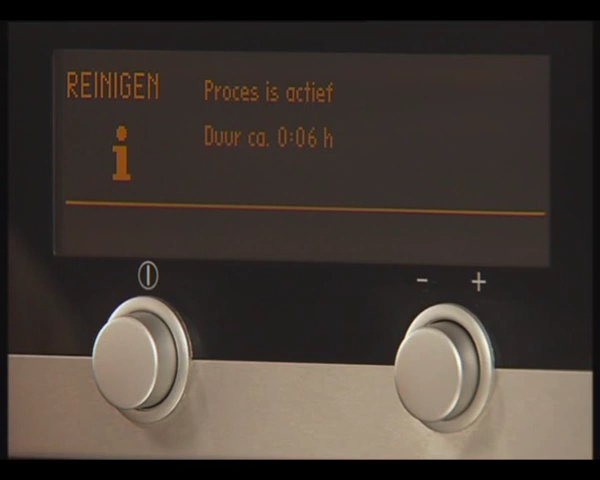 REINIGEN
Proces is actief
Duur ca. 0:06 h
- +